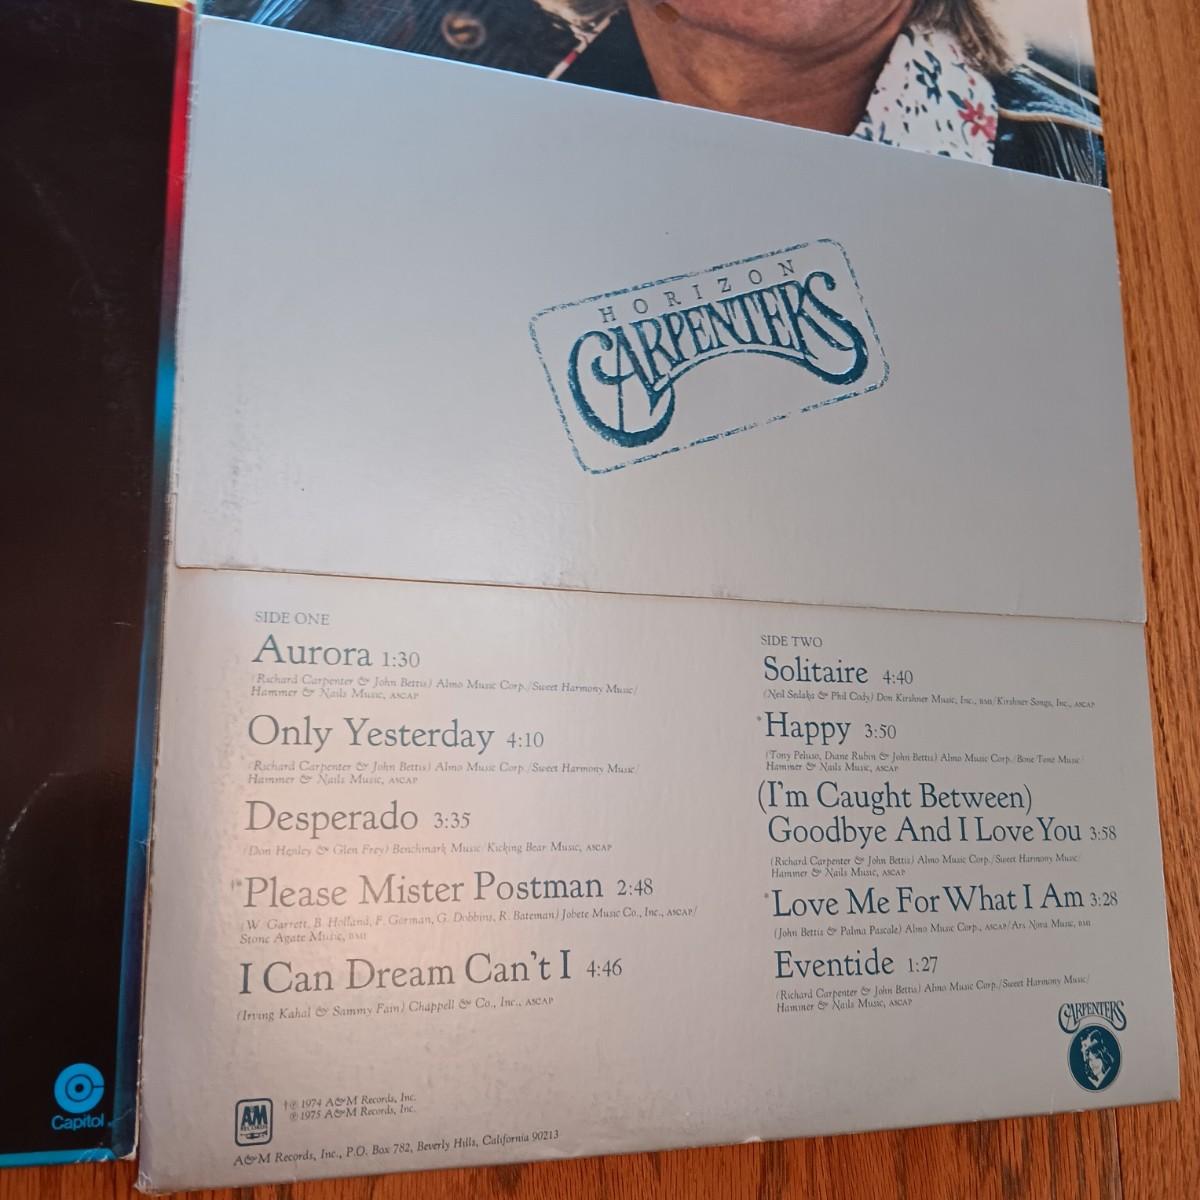 HORIZON
CARPENTERS
SIDE ONE
Aurora 1:30
(Richard Carpenter & John Bettis) Almo Music Corp./Sweet Harmony Music/
Hammer & Nails Music, ASCAP
Only Yesterday 4:10
(Richard Carpenter & John Bettis) Almo Music Corp./Sweet Harmony Music/
Hammer & Nails Music, ASCAP
Desperado 3:35
(Don Henley & Glen Frey) Benchmark Music/Kicking Bear Music, ASCAP
†*Please Mister Postman 2:48
(W. Garrett, B. Holland, F. Gorman, G. Dobbins, R. Bateman) Jobete Music Co., Inc., ASCAP/
Stone Agate Music, BMI
I Can Dream Can't I 4:46
(Irving Kahal & Sammy Fain) Chappell & Co., Inc., ASCAP
SIDE TWO
Solitaire 4:40
(Neil Sedaka & Phil Cody) Don Kirshner Music, Inc., BMI/Kirshner Songs, Inc., ASCAP
*Happy 3:50
(Tony Peluso, Diane Rubin & John Bettis) Almo Music Corp./Bone Tone Music/
Hammer & Nails Music, ASCAP
(I'm Caught Between)
Goodbye And I Love You 3:58
(Richard Carpenter & John Bettis) Almo Music Corp./Sweet Harmony Music/
Hammer & Nails Music, ASCAP
*Love Me For What I Am 3:28
(John Bettis & Palma Pascale) Almo Music Corp., ASCAP/Ars Nova Music, BMI
Eventide 1:27
(Richard Carpenter & John Bettis) Almo Music Corp./Sweet Harmony Music/
Hammer & Nails Music, ASCAP
CARPENTERS
Capitol
A&M
RECORDS
†℗ 1974 A&M Records, Inc.
℗ 1975 A&M Records, Inc.
A&M Records, Inc., P.O. Box 782, Beverly Hills, California 90213